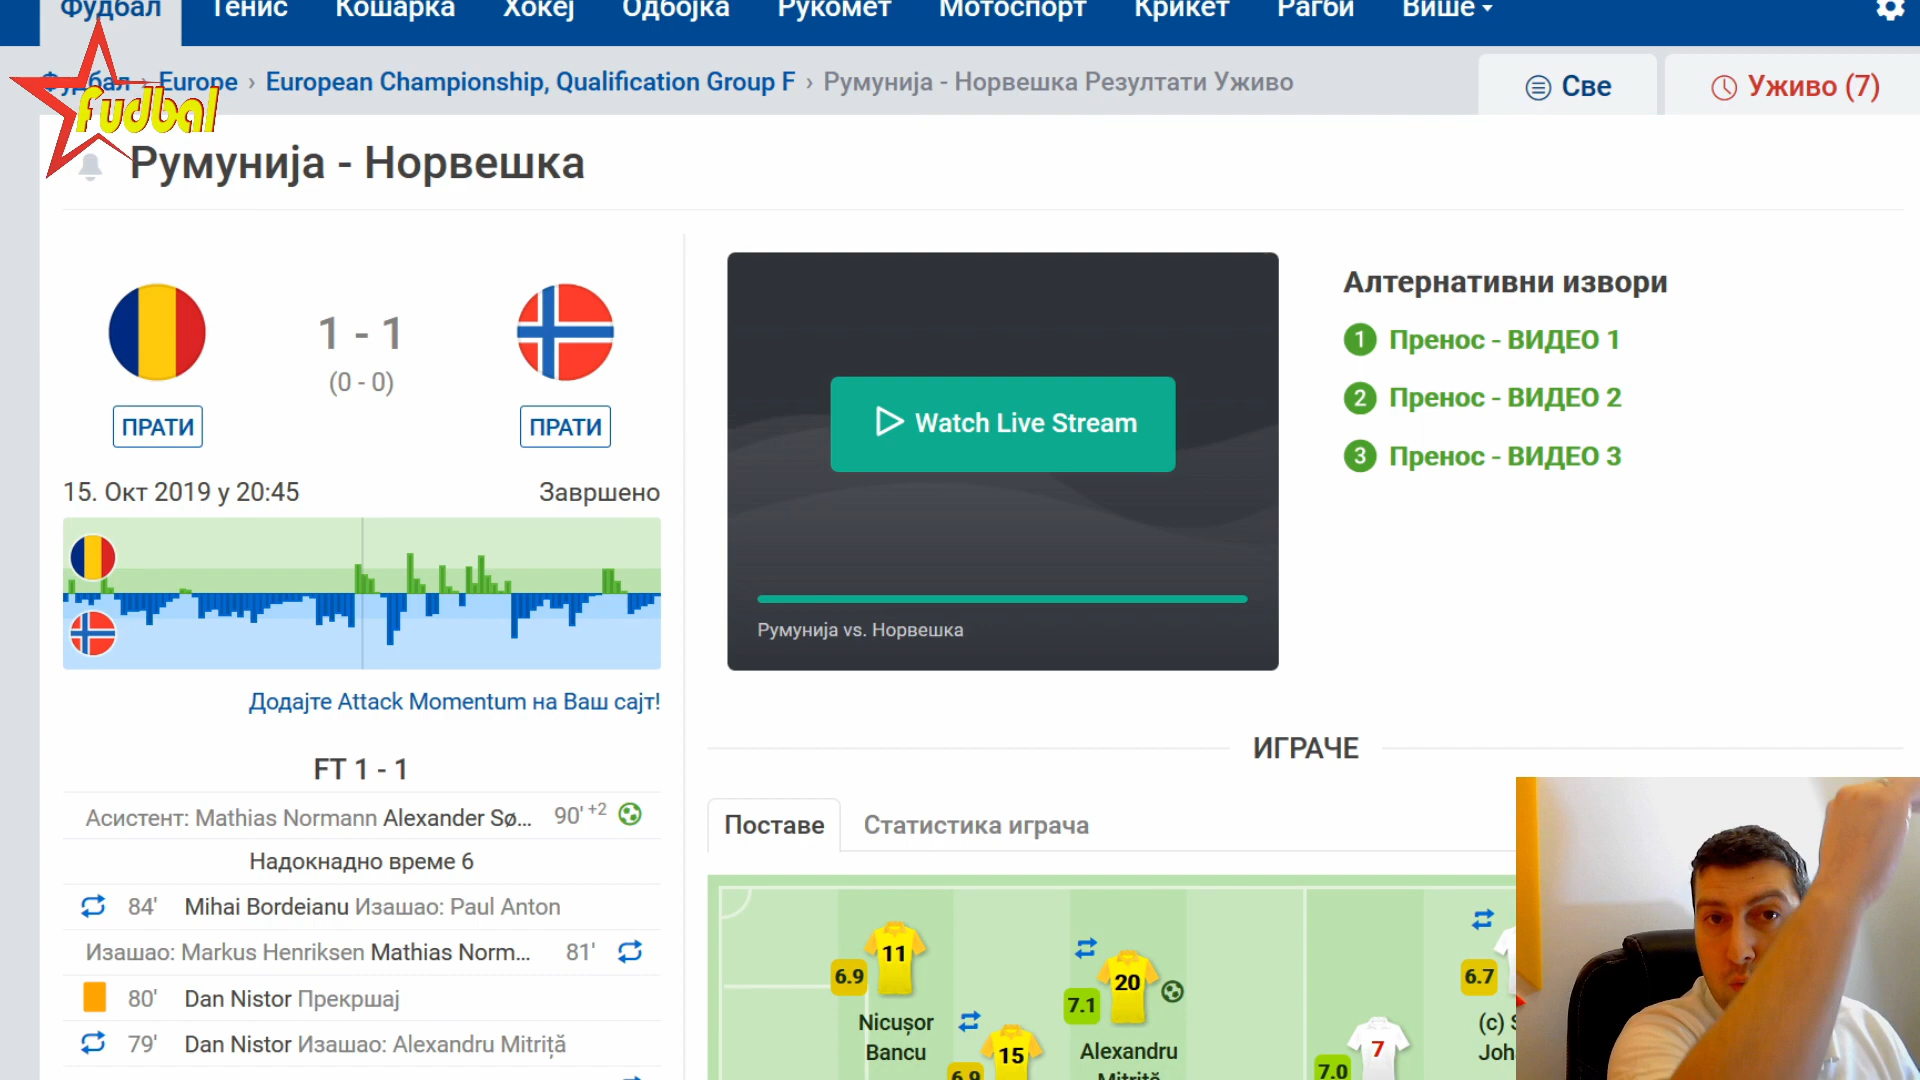 Фудбал Тенис Кошарка Хокеј Одбојка Рукомет Мотоспорт Крикет Рагби Више
Фудбал › Europe › European Championship, Qualification Group F › Румунија - Норвешка Резултати Уживо
Све
Уживо (7)
fudbal
Румунија - Норвешка
1 - 1
(0 - 0)
ПРАТИ
ПРАТИ
15. Окт 2019 у 20:45
Завршено
Додајте Attack Momentum на Ваш сајт!
FT 1 - 1
Асистент: Mathias Normann Alexander Sø... 90' +2
Надокнадно време 6
84' Mihai Bordeianu Изашао: Paul Anton
Изашао: Markus Henriksen Mathias Norm... 81'
80' Dan Nistor Прекршај
79' Dan Nistor Изашао: Alexandru Mitriță
Watch Live Stream
Румунија vs. Норвешка
Алтернативни извори
1 Пренос - ВИДЕО 1
2 Пренос - ВИДЕО 2
3 Пренос - ВИДЕО 3
ИГРАЧЕ
Поставе
Статистика играча
11
6.9
Nicușor
Bancu
15
6.9
20
7.1
Alexandru
Mitriță
7
7.0
6.7
(c) S
Joh